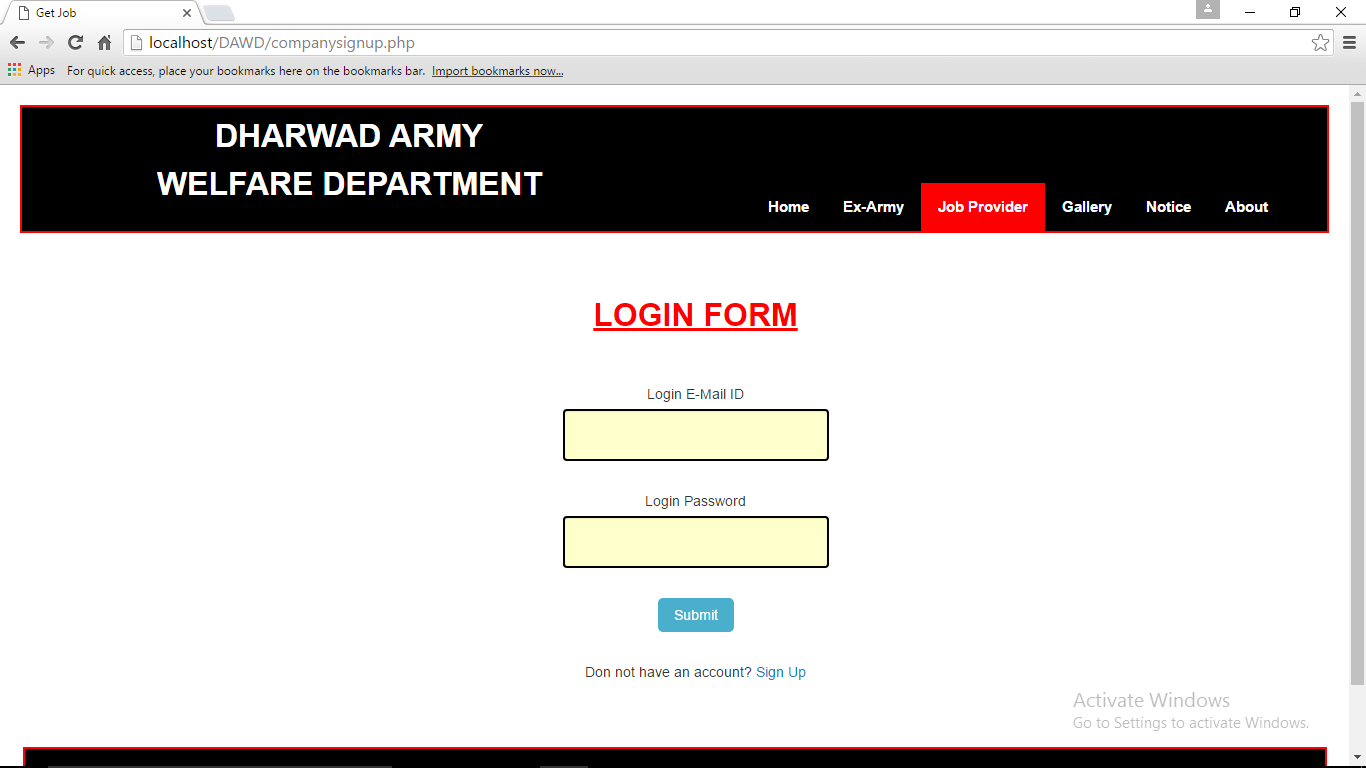 Get Job
localhost/DAWD/companysignup.php
Apps For quick access, place your bookmarks here on the bookmarks bar. Import bookmarks now...
DHARWAD ARMY
WELFARE DEPARTMENT
Home Ex-Army Job Provider Gallery Notice About
LOGIN FORM
Login E-Mail ID
Login Password
Submit
Don not have an account? Sign Up
Activate Windows
Go to Settings to activate Windows.